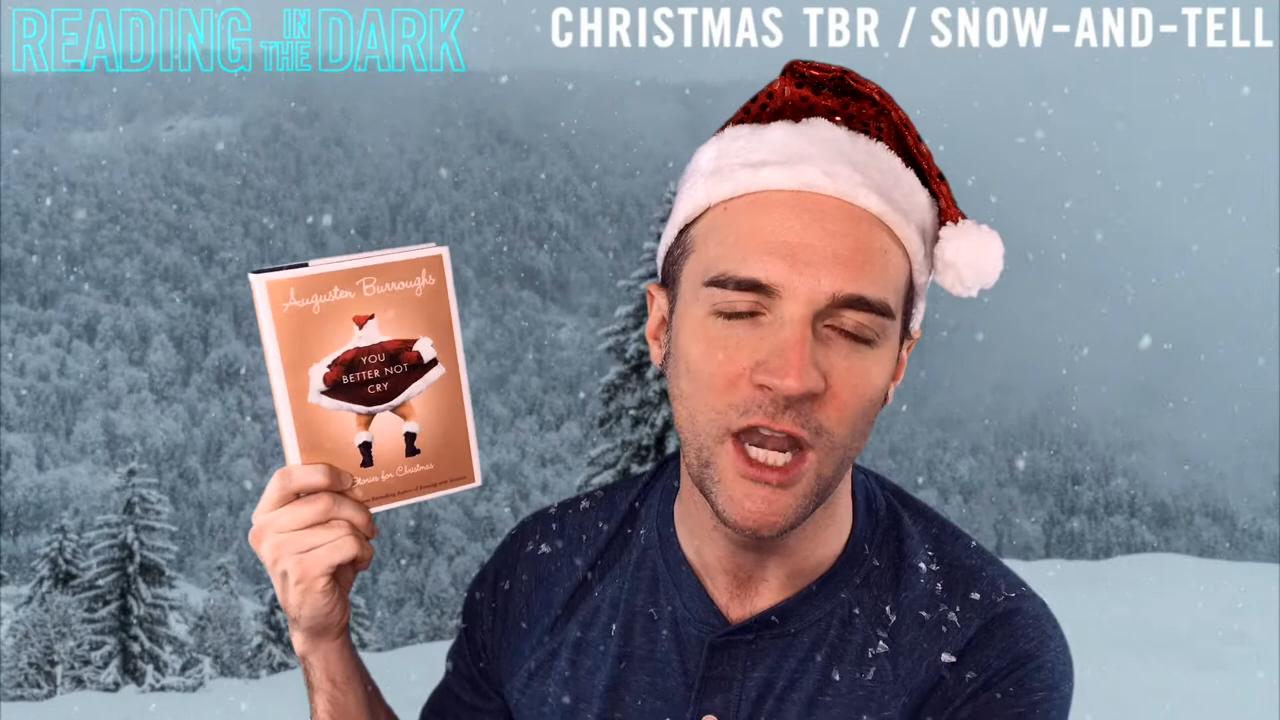 READING IN THE DARK
CHRISTMAS TBR / SNOW-AND-TELL
Augusten Burroughs
YOU
BETTER NOT
CRY
Stories for Christmas